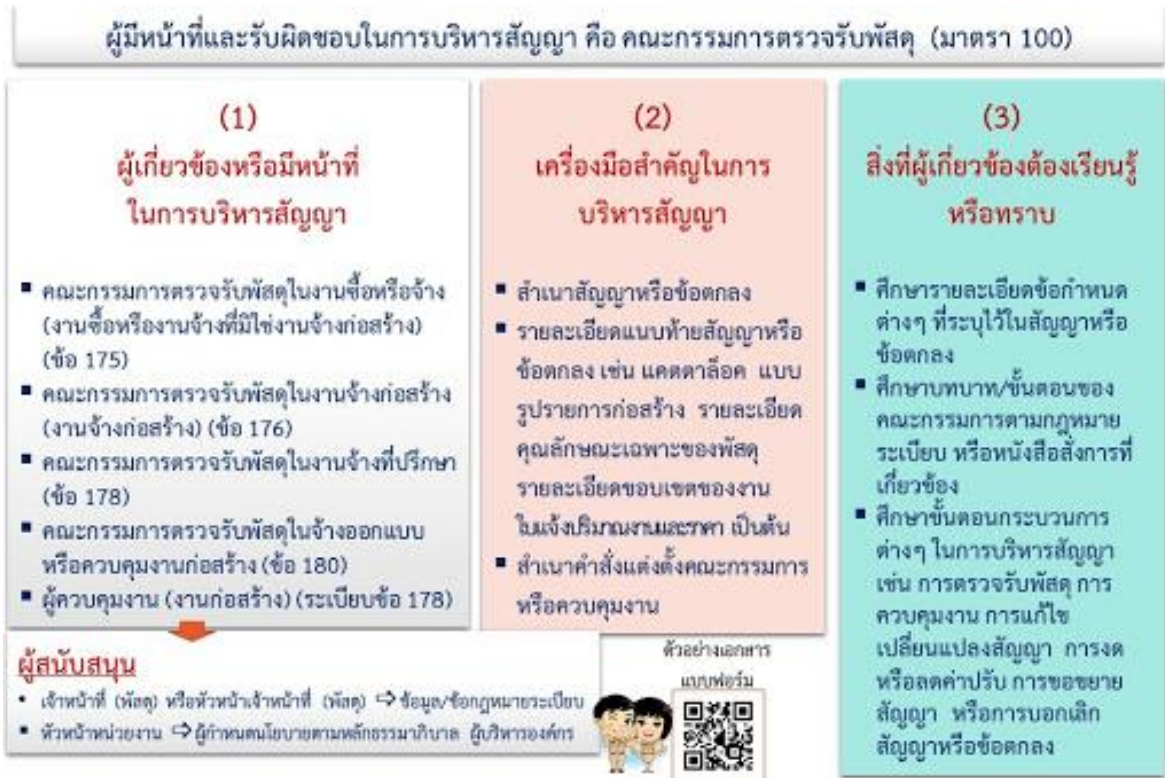 ผู้มีหน้าที่และรับผิดชอบในการบริหารสัญญา คือ คณะกรรมการตรวจรับพัสดุ (มาตรา 100)
(1)
ผู้เกี่ยวข้องหรือมีหน้าที่
ในการบริหารสัญญา
▪ คณะกรรมการตรวจรับพัสดุในงานซื้อหรือจ้าง
(งานซื้อหรืองานจ้างที่มิใช่งานจ้างก่อสร้าง)
(ข้อ 175)
▪ คณะกรรมการตรวจรับพัสดุในงานจ้างก่อสร้าง
(งานจ้างก่อสร้าง) (ข้อ 176)
▪ คณะกรรมการตรวจรับพัสดุในงานจ้างที่ปรึกษา
(ข้อ 178)
▪ คณะกรรมการตรวจรับพัสดุในจ้างออกแบบ
หรือควบคุมงานก่อสร้าง (ข้อ 180)
▪ ผู้ควบคุมงาน (งานก่อสร้าง) (ระเบียบข้อ 178)
ผู้สนับสนุน
• เจ้าหน้าที่ (พัสดุ) หรือหัวหน้าเจ้าหน้าที่ (พัสดุ) ⇨ ข้อมูล/ข้อกฎหมายระเบียบ
• หัวหน้าหน่วยงาน ⇨ ผู้กำหนดนโยบายตามหลักธรรมาภิบาล ผู้บริหารองค์กร
(2)
เครื่องมือสำคัญในการ
บริหารสัญญา
▪ สำเนาสัญญาหรือข้อตกลง
▪ รายละเอียดแนบท้ายสัญญาหรือ
ข้อตกลง เช่น แคตตาล็อค แบบ
รูปรายการก่อสร้าง รายละเอียด
คุณลักษณะเฉพาะของพัสดุ
รายละเอียดขอบเขตของงาน
ใบแจ้งปริมาณงานและราคา เป็นต้น
▪ สำเนาคำสั่งแต่งตั้งคณะกรรมการ
หรือควบคุมงาน
ตัวอย่างเอกสาร
แบบฟอร์ม
(3)
สิ่งที่ผู้เกี่ยวข้องต้องเรียนรู้
หรือทราบ
▪ ศึกษารายละเอียดข้อกำหนด
ต่างๆ ที่ระบุไว้ในสัญญาหรือ
ข้อตกลง
▪ ศึกษาบทบาท/ขั้นตอนของ
คณะกรรมการตามกฎหมาย
ระเบียบ หรือหนังสือสั่งการที่
เกี่ยวข้อง
▪ ศึกษาขั้นตอนกระบวนการ
ต่างๆ ในการบริหารสัญญา
เช่น การตรวจรับพัสดุ การ
ควบคุมงาน การแก้ไข
เปลี่ยนแปลงสัญญา การงด
หรือลดค่าปรับ การขอขยาย
สัญญา หรือการบอกเลิก
สัญญาหรือข้อตกลง